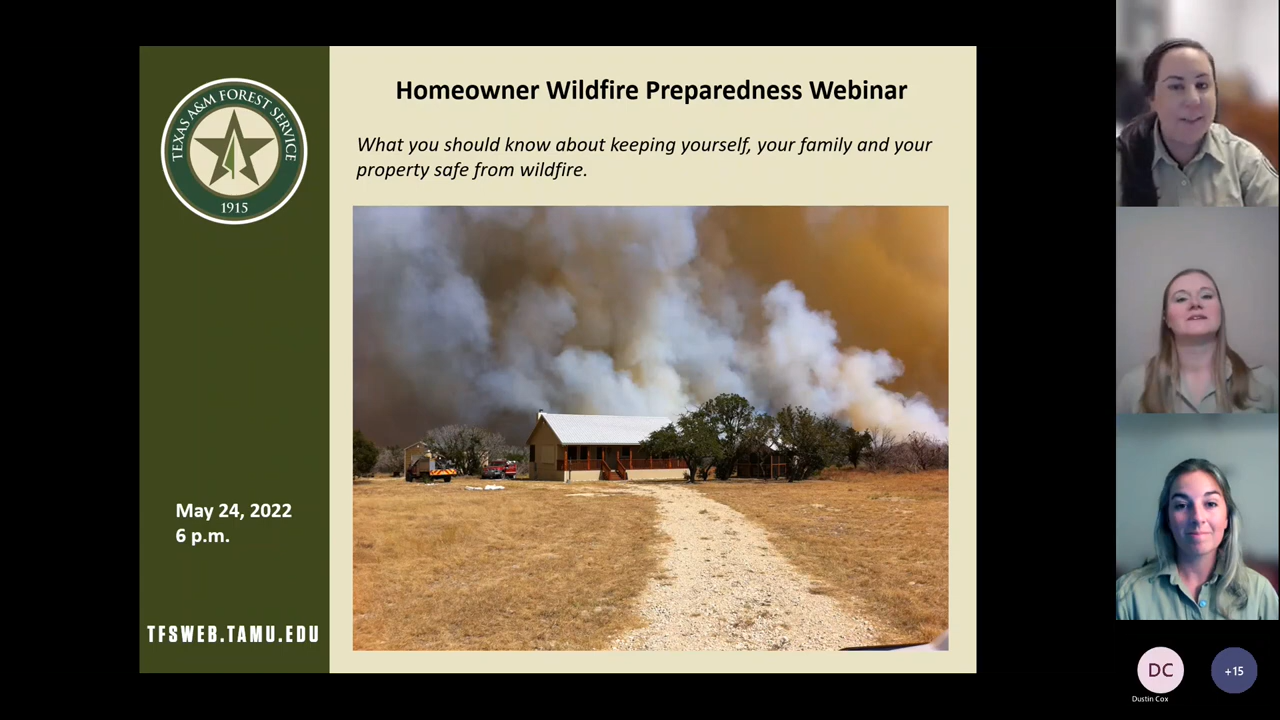 TEXAS A&M FOREST SERVICE
1915
Homeowner Wildfire Preparedness Webinar
What you should know about keeping yourself, your family and your
property safe from wildfire.
May 24, 2022
6 p.m.
TFSWEB.TAMU.EDU
DC
+15
Dustin Cox